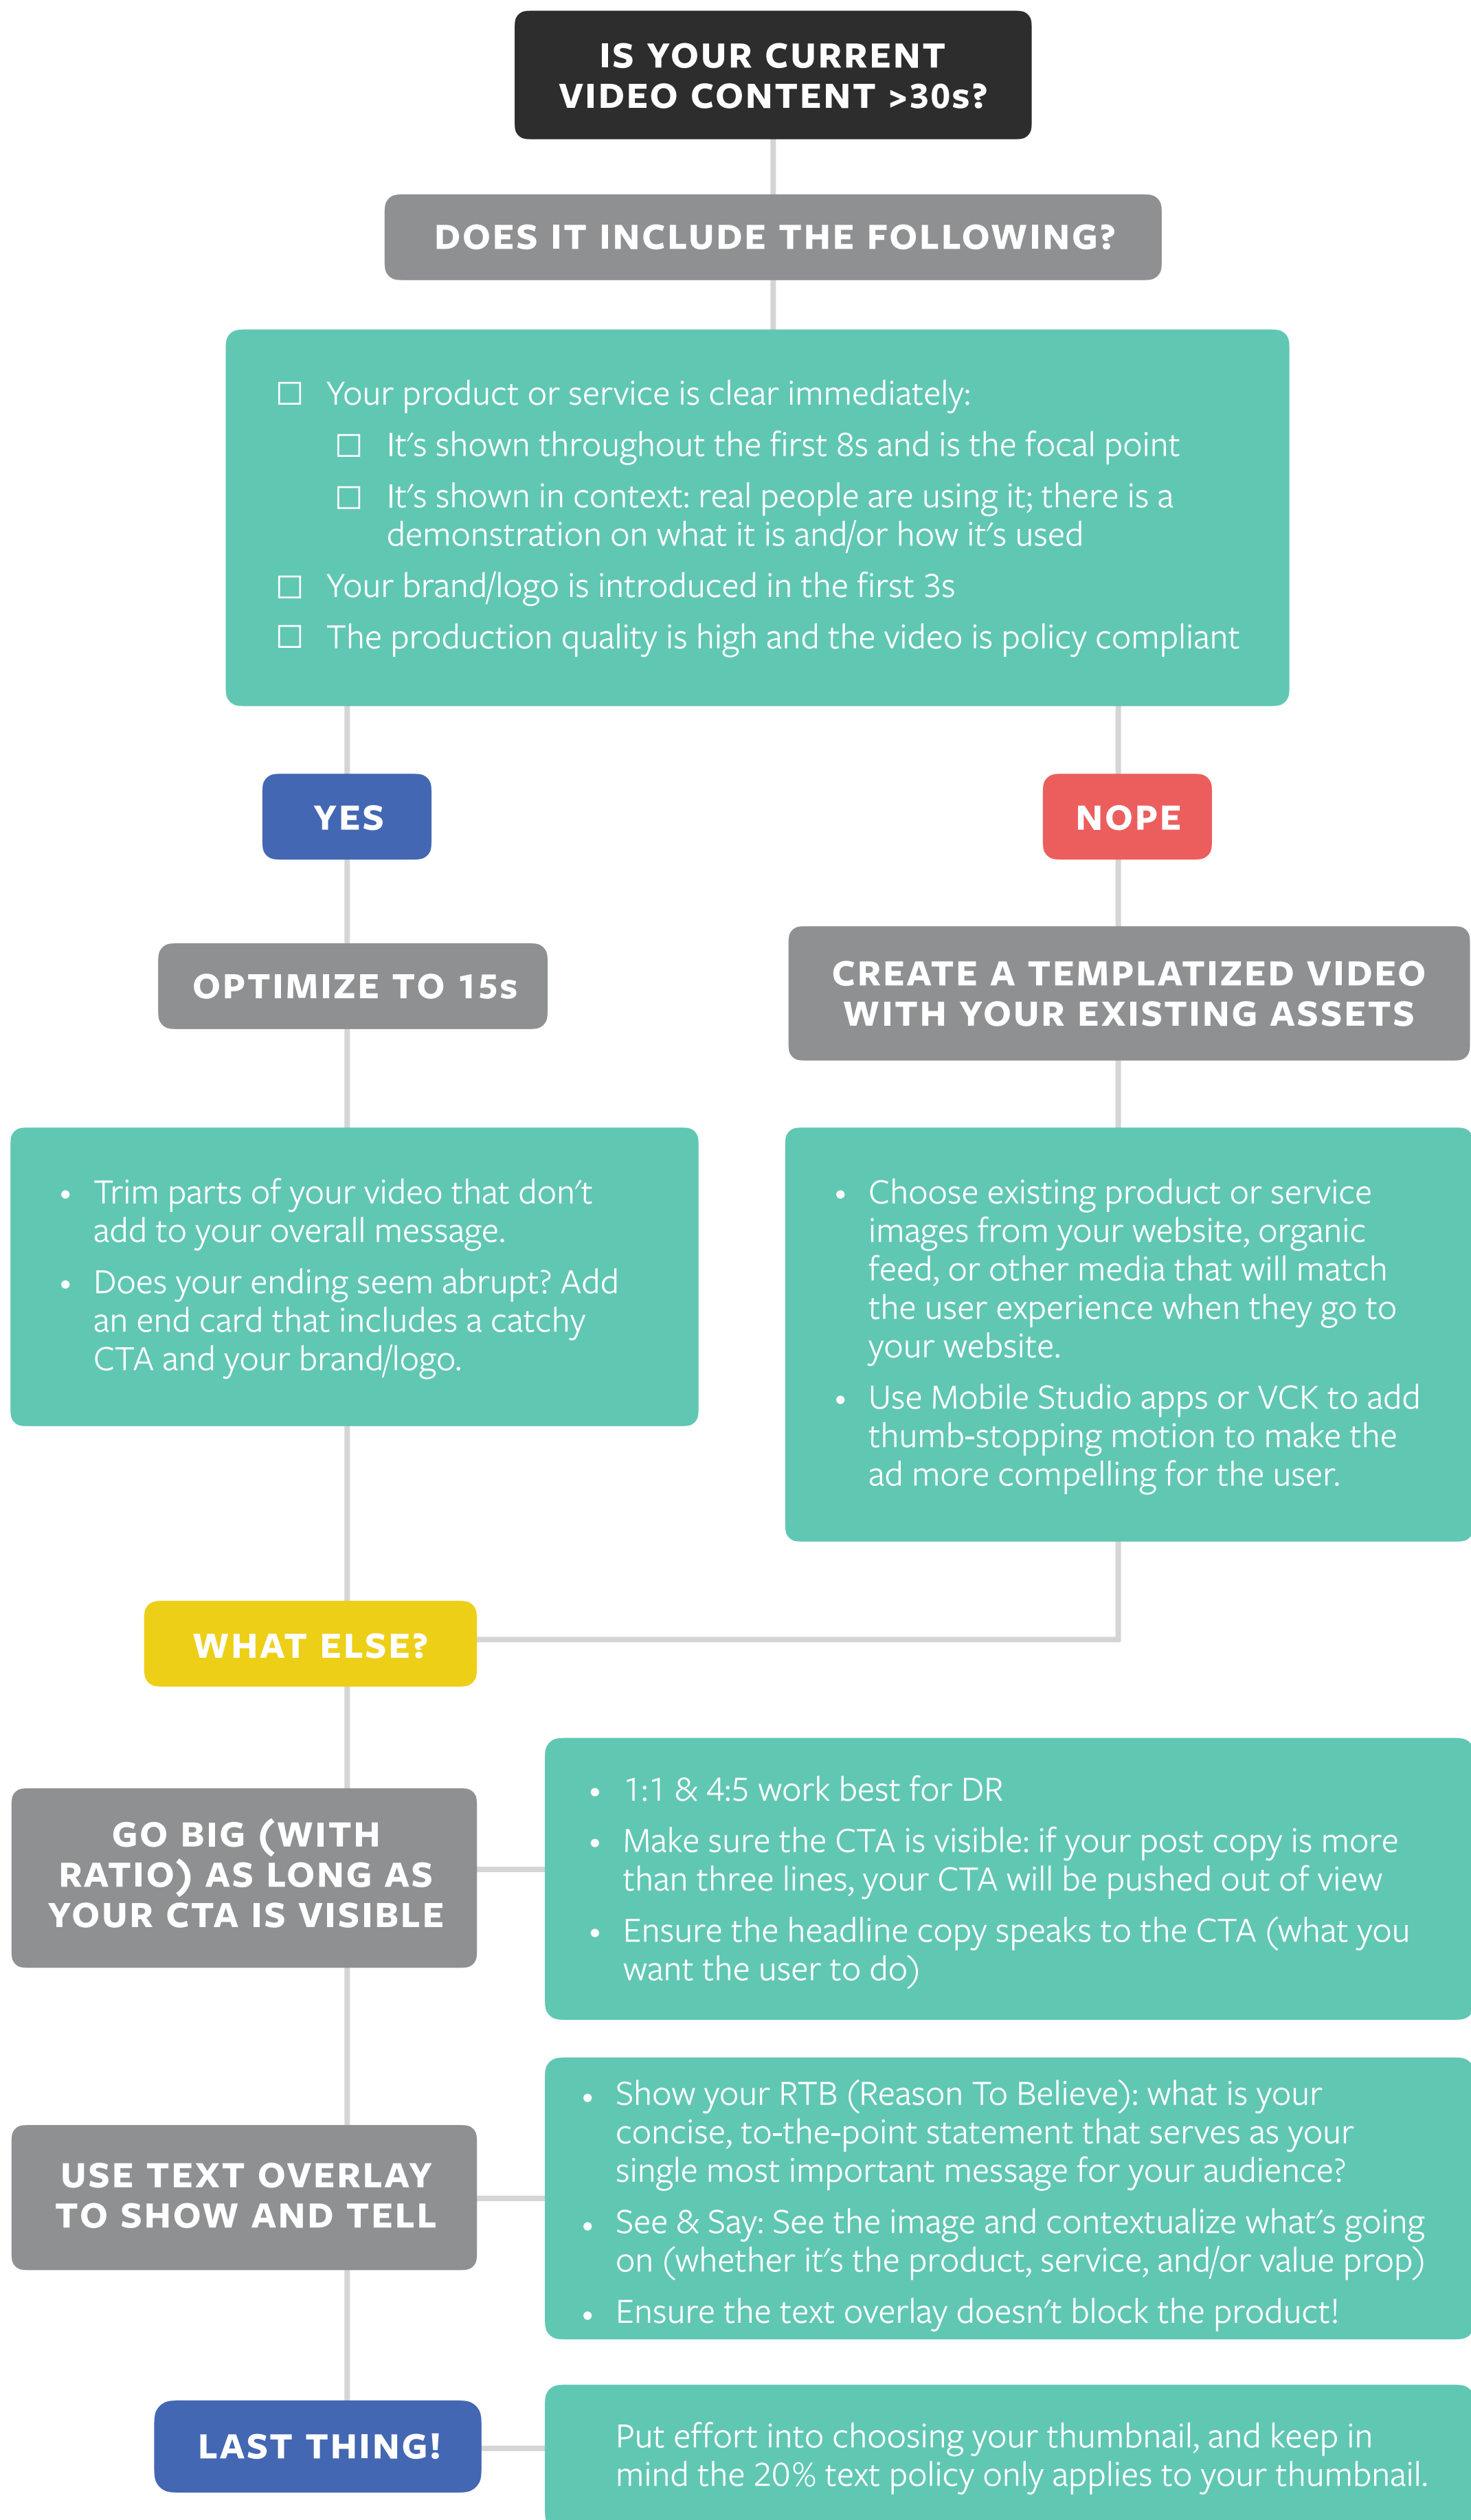 IS YOUR CURRENT
VIDEO CONTENT >30s?
DOES IT INCLUDE THE FOLLOWING?
Your product or service is clear immediately:
It's shown throughout the first 8s and is the focal point
It's shown in context: real people are using it; there is a
demonstration on what it is and/or how it's used
Your brand/logo is introduced in the first 3s
The production quality is high and the video is policy compliant
YES
NOPE
OPTIMIZE TO 15s
CREATE A TEMPLATIZED VIDEO
WITH YOUR EXISTING ASSETS
• Trim parts of your video that don't
add to your overall message.
• Does your ending seem abrupt? Add
an end card that includes a catchy
CTA and your brand/logo.
• Choose existing product or service
images from your website, organic
feed, or other media that will match
the user experience when they go to
your website.
• Use Mobile Studio apps or VCK to add
thumb-stopping motion to make the
ad more compelling for the user.
WHAT ELSE?
GO BIG (WITH
RATIO) AS LONG AS
YOUR CTA IS VISIBLE
• 1:1 & 4:5 work best for DR
• Make sure the CTA is visible: if your post copy is more
than three lines, your CTA will be pushed out of view
• Ensure the headline copy speaks to the CTA (what you
want the user to do)
USE TEXT OVERLAY
TO SHOW AND TELL
• Show your RTB (Reason To Believe): what is your
concise, to-the-point statement that serves as your
single most important message for your audience?
• See & Say: See the image and contextualize what's going
on (whether it's the product, service, and/or value prop)
• Ensure the text overlay doesn't block the product!
LAST THING!
Put effort into choosing your thumbnail, and keep in
mind the 20% text policy only applies to your thumbnail.